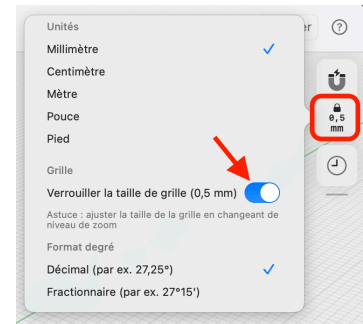 Unités
Millimètre
Centimètre
Mètre
Pouce
Pied
Grille
Verrouiller la taille de grille (0,5 mm)
Astuce : ajuster la taille de la grille en changeant de
niveau de zoom
Format degré
Décimal (par ex. 27,25°)
Fractionnaire (par ex. 27°15')
er
?
0,5
mm